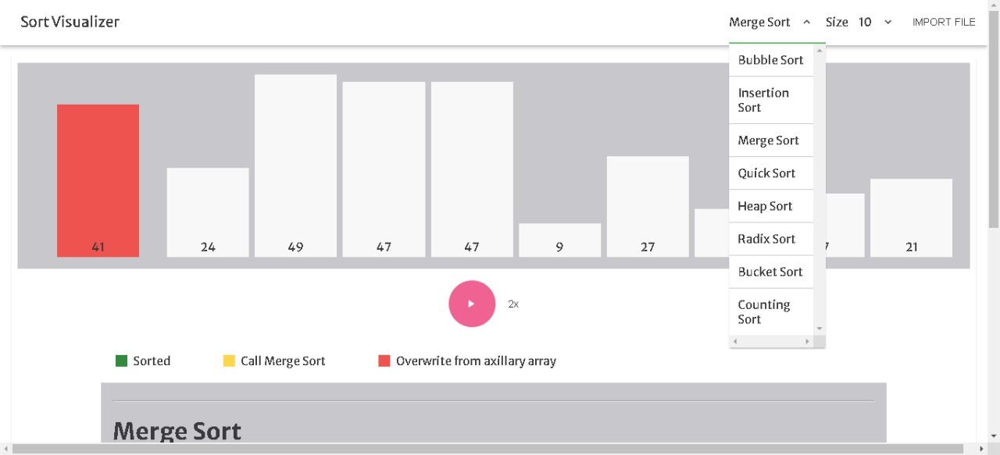 Sort Visualizer
Merge Sort
Size 10
IMPORT FILE
Bubble Sort
Insertion
Sort
Merge Sort
Quick Sort
Heap Sort
Radix Sort
Bucket Sort
Counting
Sort
41 24 49 47 47 9 27 21
2x
Sorted
Call Merge Sort
Overwrite from axillary array
Merge Sort